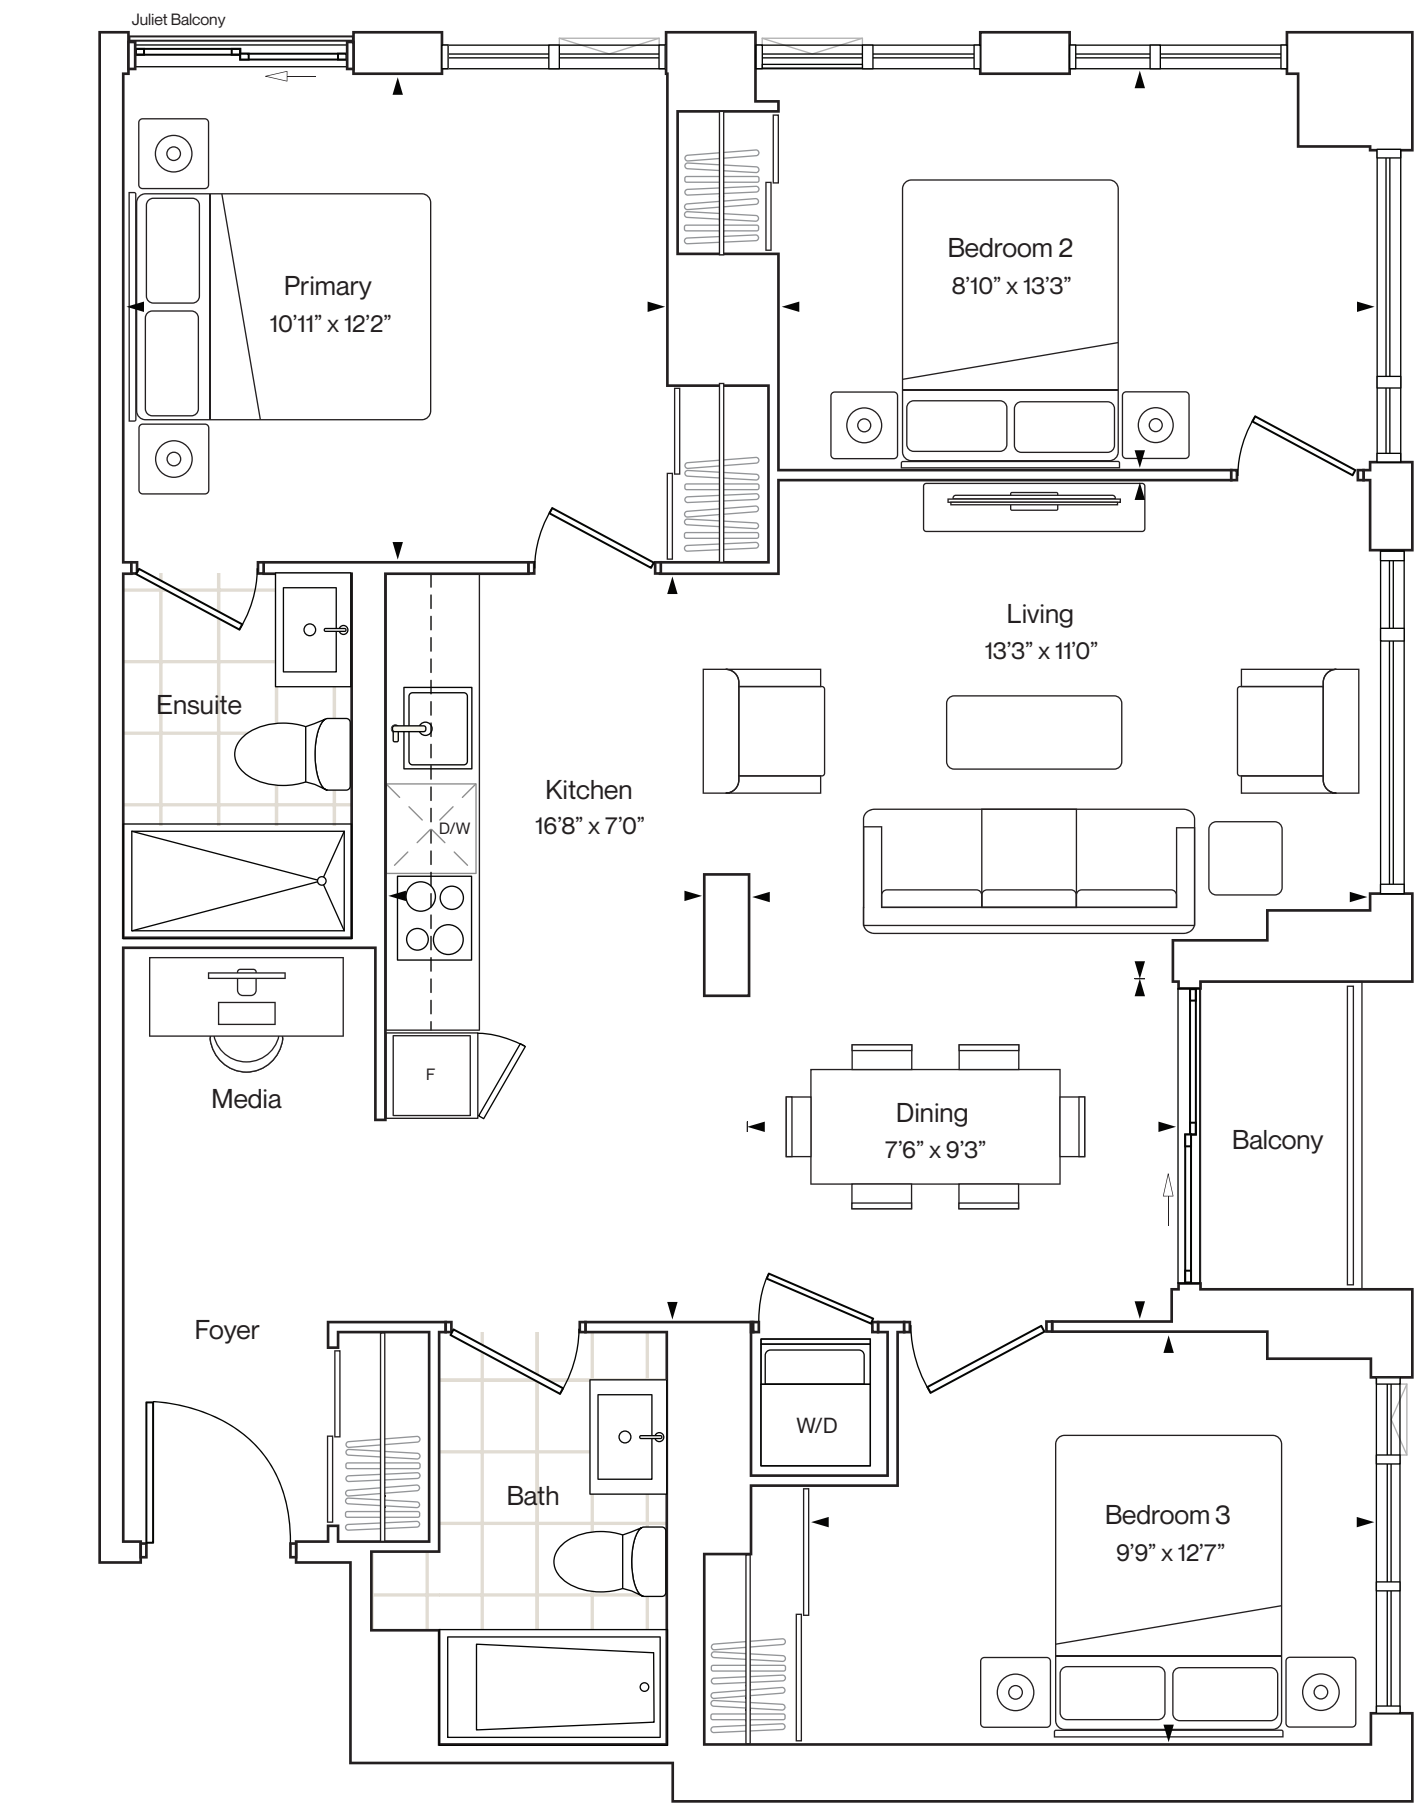 Juliet Balcony
Primary
10'11” x 12'2”
Bedroom 2
8'10” x 13'3”
Living
13'3” x 11'0”
Ensuite
Kitchen
16'8” x 7'0”
D/W
F
Media
Dining
7'6” x 9'3”
Balcony
Foyer
W/D
Bath
Bedroom 3
9'9” x 12'7”